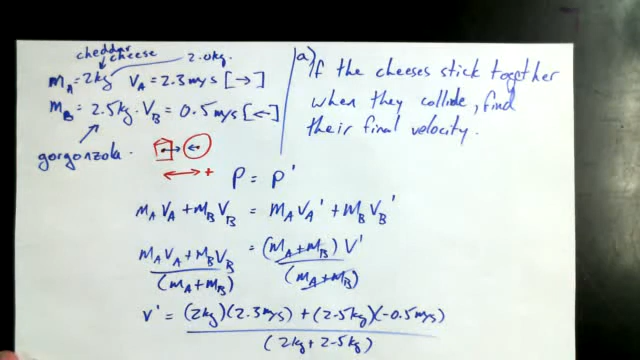 cheddar
cheese
2.0kg
m_A = 2kg V_A = 2.3 m/s [→]
m_B = 2.5kg. V_B = 0.5 m/s [←]
gorgonzola.
+
a)
If the cheeses stick together
when they collide, find
their final velocity.
P = P'
m_A V_A + m_B V_B = m_A V_A' + m_B V_B'
m_A V_A + m_B V_B = (m_A + m_B) V'
(m_A + m_B) (m_A + m_B)
V' = (2kg)(2.3 m/s) + (2.5kg)(-0.5 m/s)
(2kg + 2.5kg)